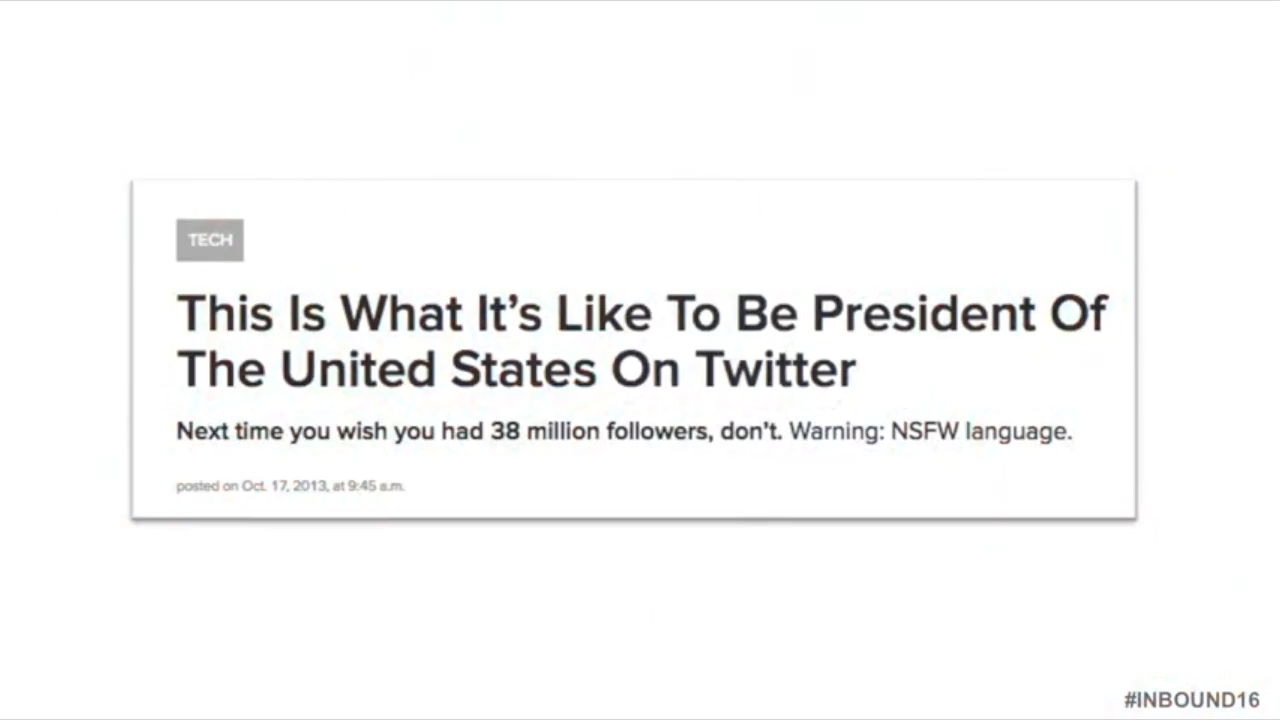 TECH
This Is What It’s Like To Be President Of
The United States On Twitter
Next time you wish you had 38 million followers, don't. Warning: NSFW language.
posted on Oct. 17, 2013, at 9:45 a.m.
#INBOUND16